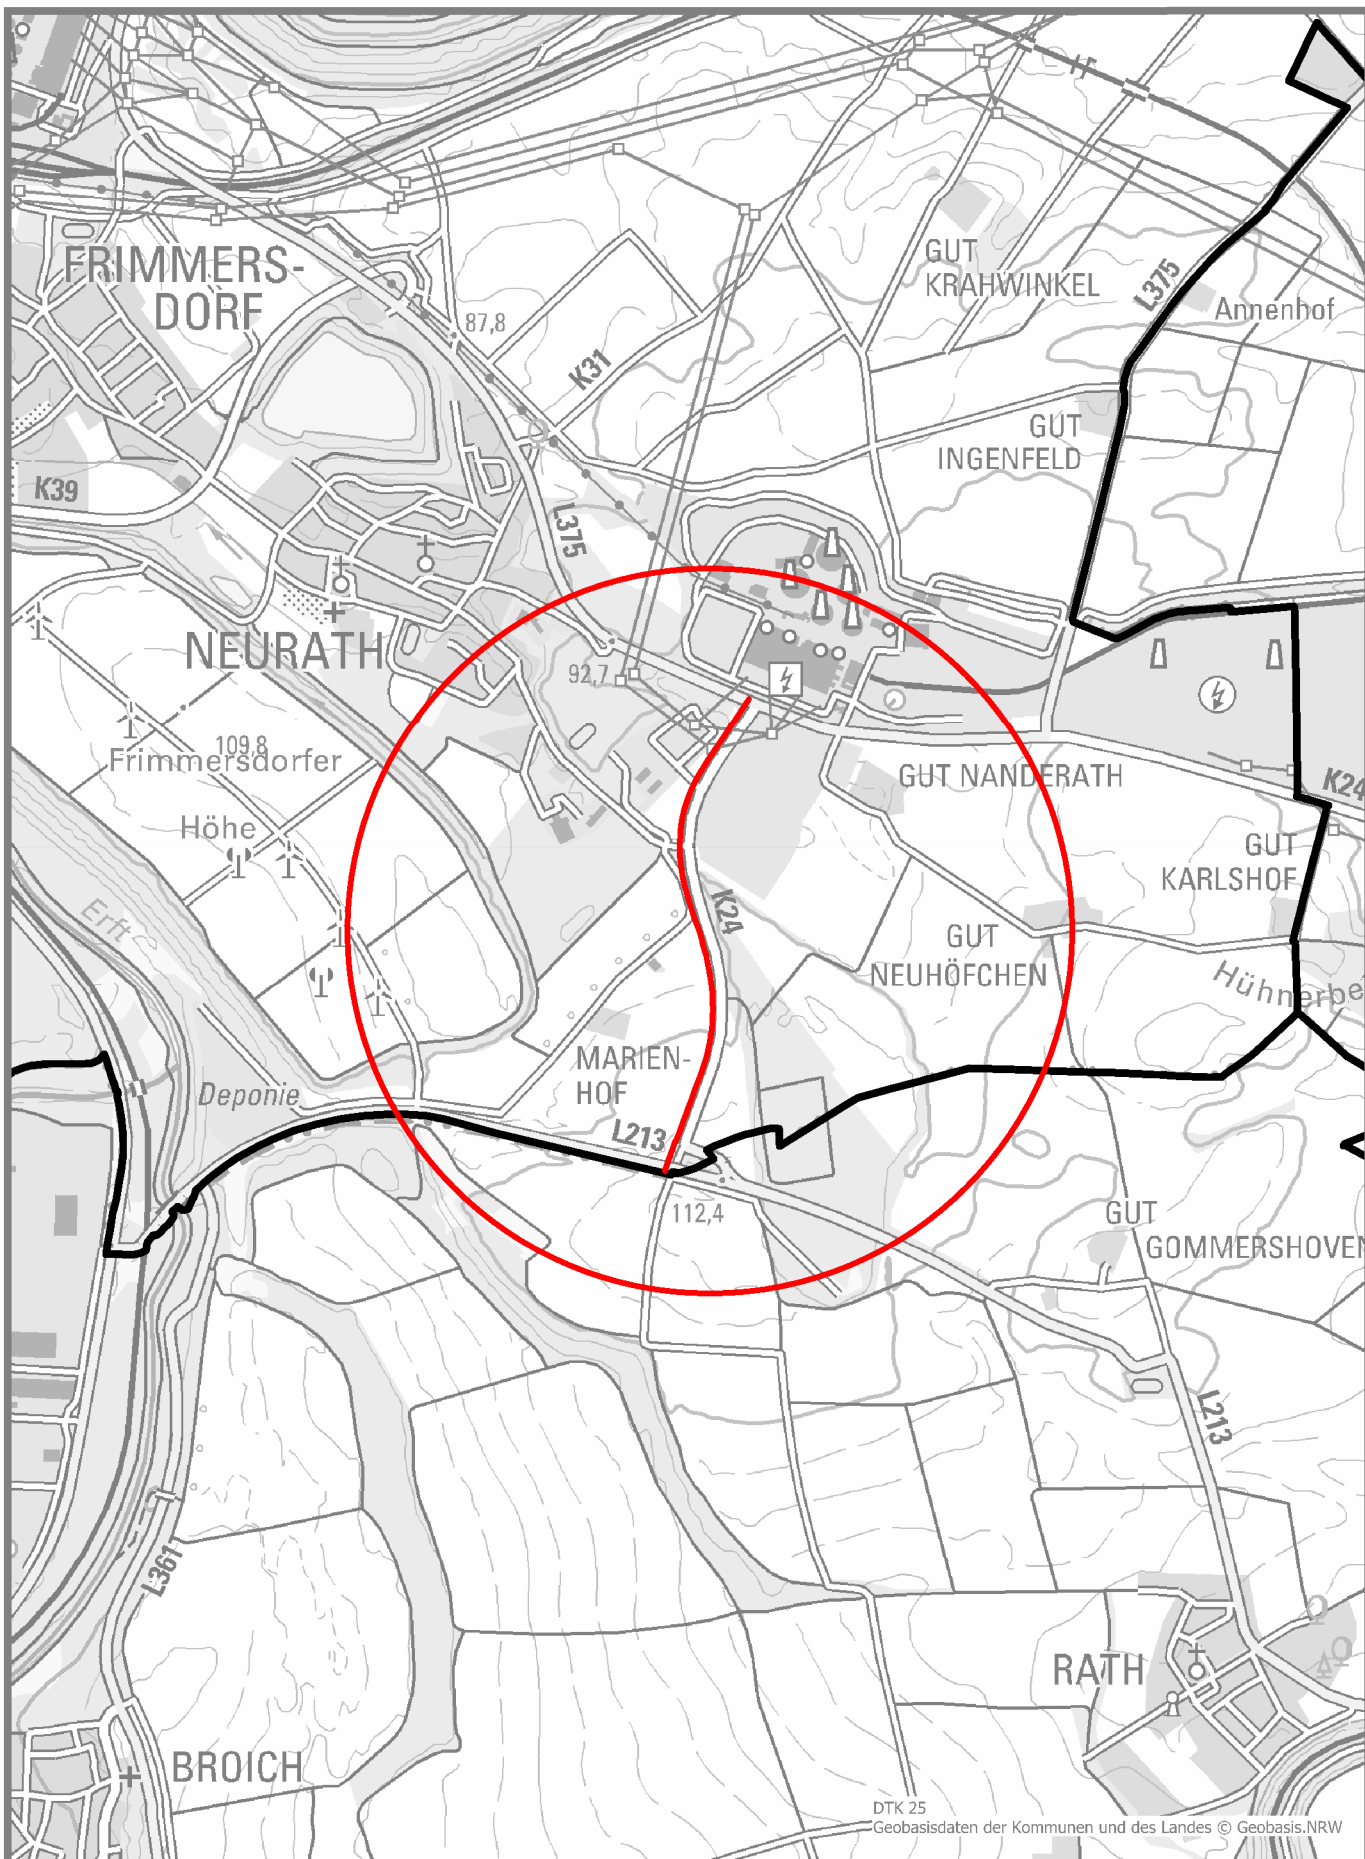 FRIMMERS-
DORF
GUT
KRAHWINKEL
L375
Annenhof
87,8
K31
GUT
INGENFELD
K39
L375
NEURATH
92,7
109,8
Frimmersdorfer
Höhe
GUT NANDERATH
K24
GUT
KARLSHOF
Erft
K24
GUT
NEUHÖFCHEN
Hühnerbe
MARIEN-
HOF
Deponie
L213
112,4
GUT
GOMMERSHOVEN
L213
L361
RATH
BROICH
DTK 25
Geobasisdaten der Kommunen und des Landes © Geobasis.NRW